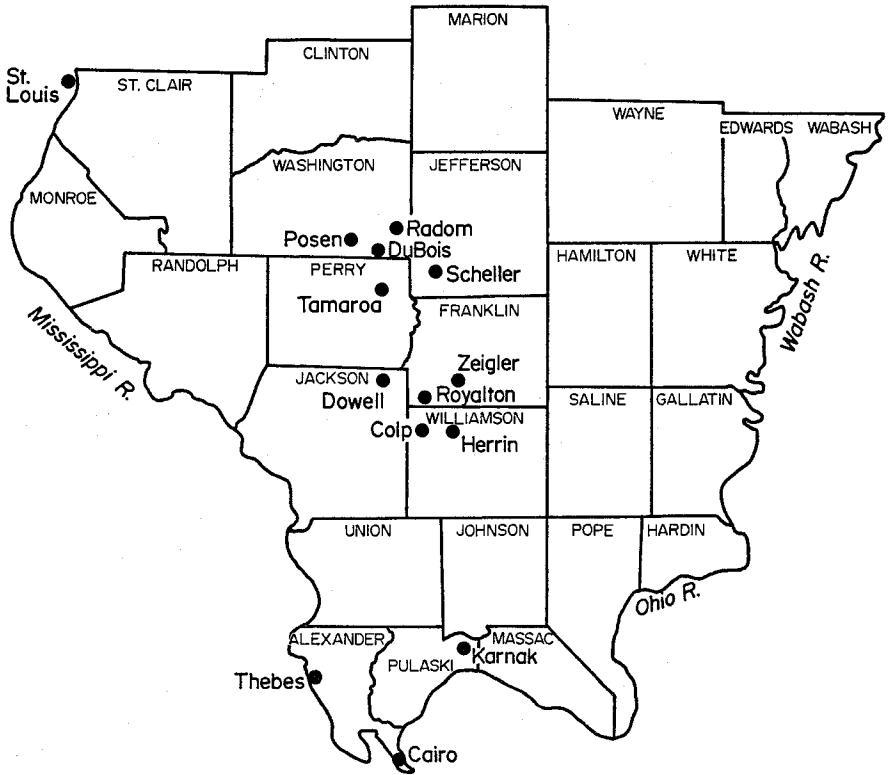 MARION
CLINTON
St.
Louis
ST. CLAIR
WAYNE
EDWARDS
WABASH
WASHINGTON
JEFFERSON
MONROE
Radom
Posen
DuBois
RANDOLPH
PERRY
Scheller
HAMILTON
WHITE
Tamaroa
FRANKLIN
Mississippi R.
Wabash R.
Zeigler
JACKSON
Dowell
Royalton
SALINE
GALLATIN
WILLIAMSON
Colp
Herrin
UNION
JOHNSON
POPE
HARDIN
Ohio R.
ALEXANDER
MASSAC
Karnak
PULASKI
Thebes
Cairo